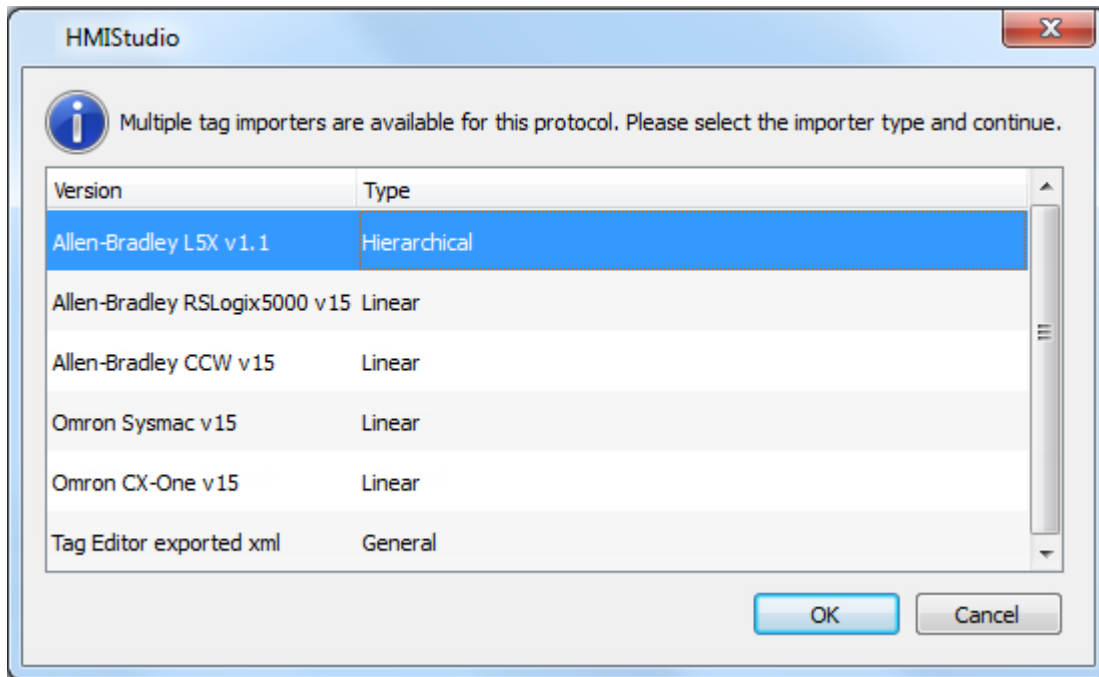 HMIStudio
Multiple tag importers are available for this protocol. Please select the importer type and continue.
Version Type
Allen-Bradley L5X v1.1 Hierarchical
Allen-Bradley RSLogix5000 v15 Linear
Allen-Bradley CCW v15 Linear
Omron Sysmac v15 Linear
Omron CX-One v15 Linear
Tag Editor exported xml General
OK Cancel